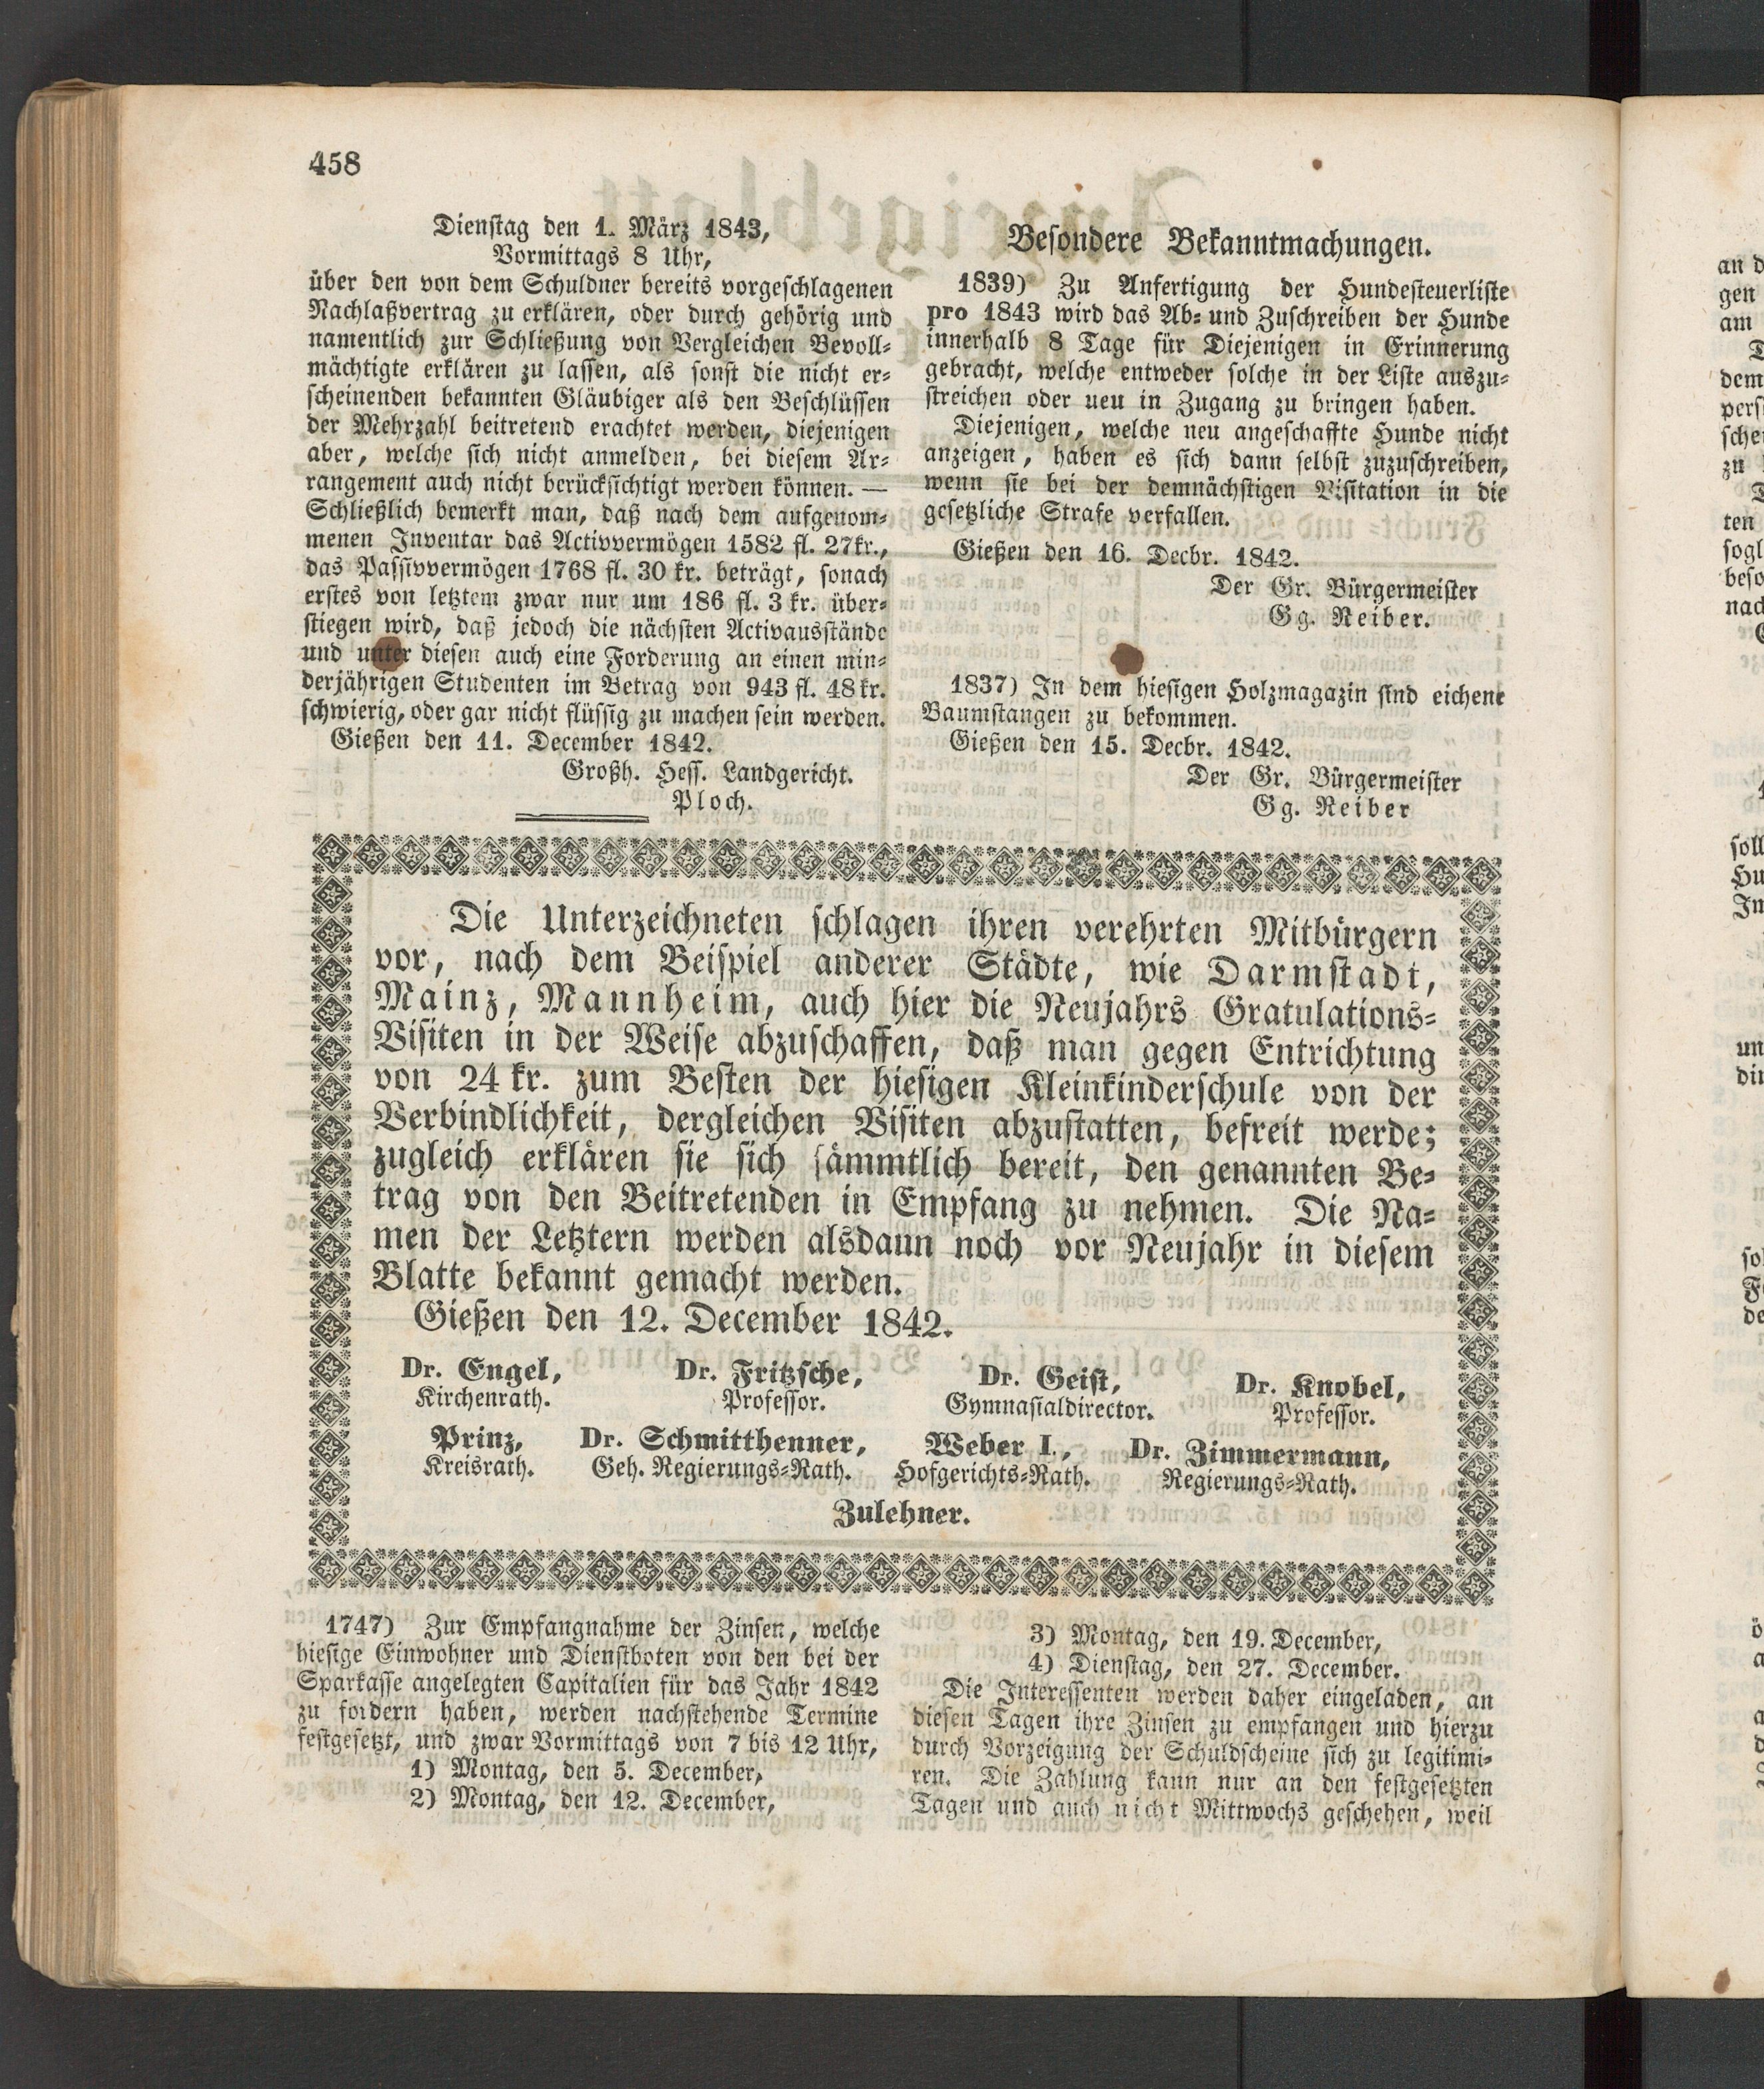 458
Dienstag den 1. März 1843,
Vormittags 8 Uhr,
über den von dem Schuldner bereits vorgeschlagenen
Nachlaßvertrag zu erklären, oder durch gehörig und
namentlich zur Schließung von Vergleichen Bevoll-
mächtigte erklären zu lassen, als sonst die nicht er-
scheinenden bekannten Gläubiger als den Beschlüssen
der Mehrzahl beitretend erachtet werden, diejenigen
aber, welche sich nicht anmelden, bei diesem Ar-
rangement auch nicht berücksichtigt werden können. —
Schließlich bemerkt man, daß nach dem aufgenom-
menen Inventar das Activvermögen 1582 fl. 27kr.,
das Passivvermögen 1768 fl. 30 kr. beträgt, sonach
erstes von letztem zwar nur um 186 fl. 3 kr. über-
stiegen wird, daß jedoch die nächsten Activausstände
und unter diesen auch eine Forderung an einen min-
derjährigen Studenten im Betrag von 943 fl. 48 kr.
schwierig, oder gar nicht flüssig zu machen sein werden.
Gießen den 11. December 1842.
Großh. Hess. Landgericht.
Ploch.
Besondere Bekanntmachungen.
1839) Zu Anfertigung der Hundesteuerliste
pro 1843 wird das Ab- und Zuschreiben der Hunde
innerhalb 8 Tage für Diejenigen in Erinnerung
gebracht, welche entweder solche in der Liste auszu-
streichen oder ueu in Zugang zu bringen haben.
Diejenigen, welche neu angeschaffte Hunde nicht
anzeigen, haben es sich dann selbst zuzuschreiben,
wenn sie bei der demnächstigen Visitation in die
gesetzliche Strafe verfallen.
Gießen den 16. Decbr. 1842.
Der Gr. Bürgermeister
Gg. Reiber.
1837) In dem hiesigen Holzmagazin sind eichene
Baumstangen zu bekommen.
Gießen den 15. Decbr. 1842.
Der Gr. Bürgermeister
Gg. Reiber
Die Unterzeichneten schlagen ihren verehrten Mitbürgern
vor, nach dem Beispiel anderer Städte, wie Darmstadt,
Mainz, Mannheim, auch hier die Neujahrs Gratulations-
Visiten in der Weise abzuschaffen, daß man gegen Entrichtung
von 24 kr. zum Besten der hiesigen Kleinkinderschule von der
Verbindlichkeit, dergleichen Visiten abzustatten, befreit werde;
zugleich erklären sie sich sämmtlich bereit, den genannten Be-
trag von den Beitretenden in Empfang zu nehmen. Die Na-
men der Letztern werden alsdann noch vor Neujahr in diesem
Blatte bekannt gemacht werden.
Gießen den 12. December 1842.
Dr. Engel, Dr. Fritzsche, Dr. Geist, Dr. Knobel,
Kirchenrath. Professor. Gymnasialdirector. Professor.
Prinz, Dr. Schmitthenner, Weber I., Dr. Zimmermann,
Kreisrath. Geh. Regierungs-Rath. Hofgerichts-Rath. Regierungs-Rath.
Zulehner.
1747) Zur Empfangnahme der Zinsen, welche
hiesige Einwohner und Dienstboten von den bei der
Sparkasse angelegten Capitalien für das Jahr 1842
zu fordern haben, werden nachstehende Termine
festgesetzt, und zwar Vormittags von 7 bis 12 Uhr,
1) Montag, den 5. December,
2) Montag, den 12. December,
3) Montag, den 19. December,
4) Dienstag, den 27. December.
Die Interessenten werden daher eingeladen, an
diesen Tagen ihre Zinsen zu empfangen und hierzu
durch Vorzeigung der Schuldscheine sich zu legitimi-
ren. Die Zahlung kann nur an den festgesetzten
Tagen und auch nicht Mittwochs geschehen, weil